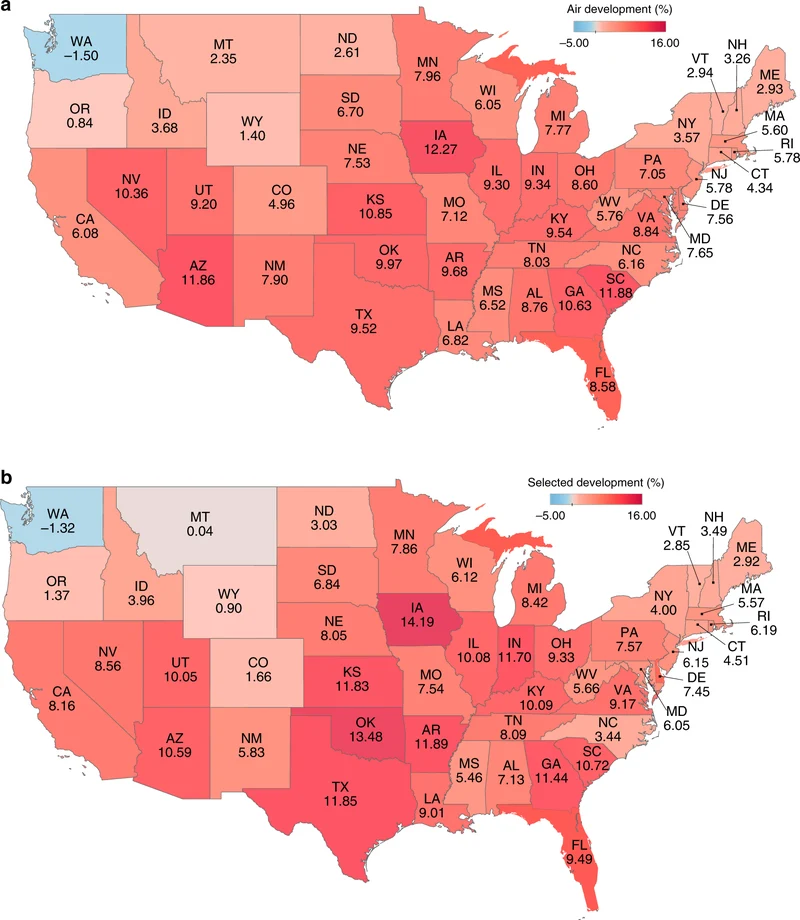 a
Air development (%)
−5.00
16.00
WA
−1.50
MT
2.35
ND
2.61
MN
7.96
VT
2.94
NH
3.26
ME
2.93
OR
0.84
ID
3.68
WY
1.40
SD
6.70
WI
6.05
MI
7.77
NY
3.57
MA
5.60
RI
5.78
CT
4.34
NJ
5.78
DE
7.56
MD
7.65
NV
10.36
UT
9.20
CO
4.96
NE
7.53
IA
12.27
IL
9.30
IN
9.34
OH
8.60
PA
7.05
CA
6.08
KS
10.85
MO
7.12
KY
9.54
WV
5.76
VA
8.84
AZ
11.86
NM
7.90
OK
9.97
AR
9.68
TN
8.03
NC
6.16
TX
9.52
LA
6.82
MS
6.52
AL
8.76
GA
10.63
SC
11.88
FL
8.58
b
Selected development (%)
−5.00
16.00
WA
−1.32
MT
0.04
ND
3.03
MN
7.86
VT
2.85
NH
3.49
ME
2.92
OR
1.37
ID
3.96
WY
0.90
SD
6.84
WI
6.12
MI
8.42
NY
4.00
MA
5.57
RI
6.19
CT
4.51
NJ
6.15
DE
7.45
MD
6.05
NV
8.56
UT
10.05
CO
1.66
NE
8.05
IA
14.19
IL
10.08
IN
11.70
OH
9.33
PA
7.57
CA
8.16
KS
11.83
MO
7.54
KY
10.09
WV
5.66
VA
9.17
AZ
10.59
NM
5.83
OK
13.48
AR
11.89
TN
8.09
NC
3.44
TX
11.85
LA
9.01
MS
5.46
AL
7.13
GA
11.44
SC
10.72
FL
9.49